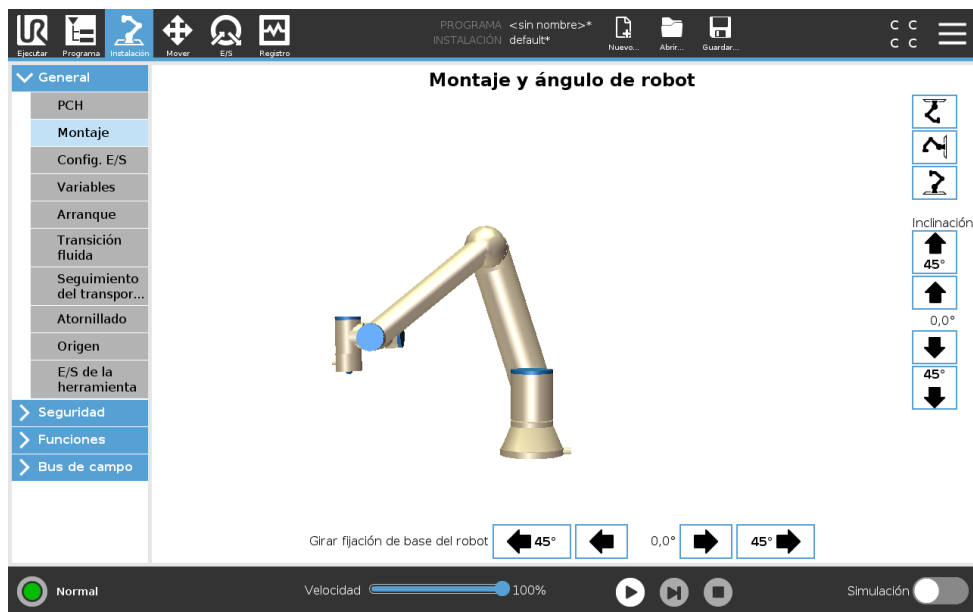 UR
PROGRAMA <sin nombre>*
INSTALACIÓN default*
Ejecutar
Programa
Instalación
Mover
E/S
Registro
Nuevo...
Abrir...
Guardar...
C C
C C
General
PCH
Montaje
Config. E/S
Variables
Arranque
Transición
fluida
Seguimiento
del transpor...
Atornillado
Origen
E/S de la
herramienta
Seguridad
Funciones
Bus de campo
Montaje y ángulo de robot
Inclinación
45°
0,0°
45°
Girar fijación de base del robot 45° 0,0° 45°
Normal
Velocidad 100%
Simulación